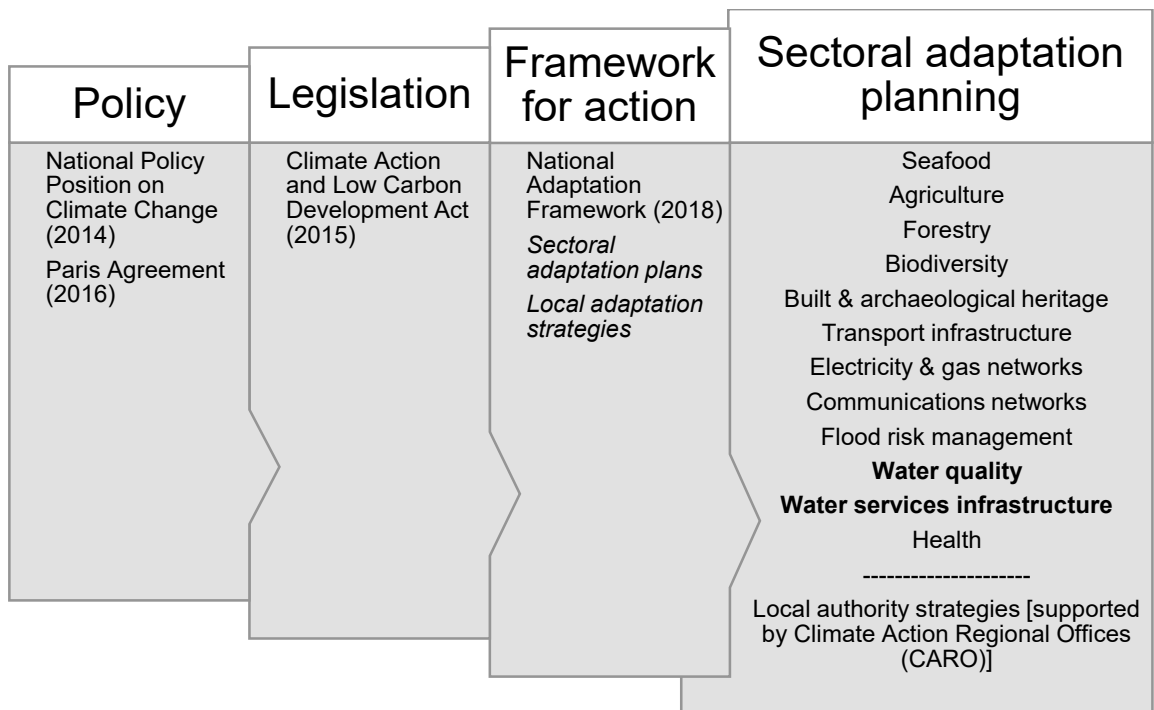 Policy
National Policy
Position on
Climate Change
(2014)
Paris Agreement
(2016)
Legislation
Climate Action
and Low Carbon
Development Act
(2015)
Framework
for action
National
Adaptation
Framework (2018)
Sectoral
adaptation plans
Local adaptation
strategies
Sectoral adaptation
planning
Seafood
Agriculture
Forestry
Biodiversity
Built & archaeological heritage
Transport infrastructure
Electricity & gas networks
Communications networks
Flood risk management
Water quality
Water services infrastructure
Health
---------------------
Local authority strategies [supported
by Climate Action Regional Offices
(CARO)]